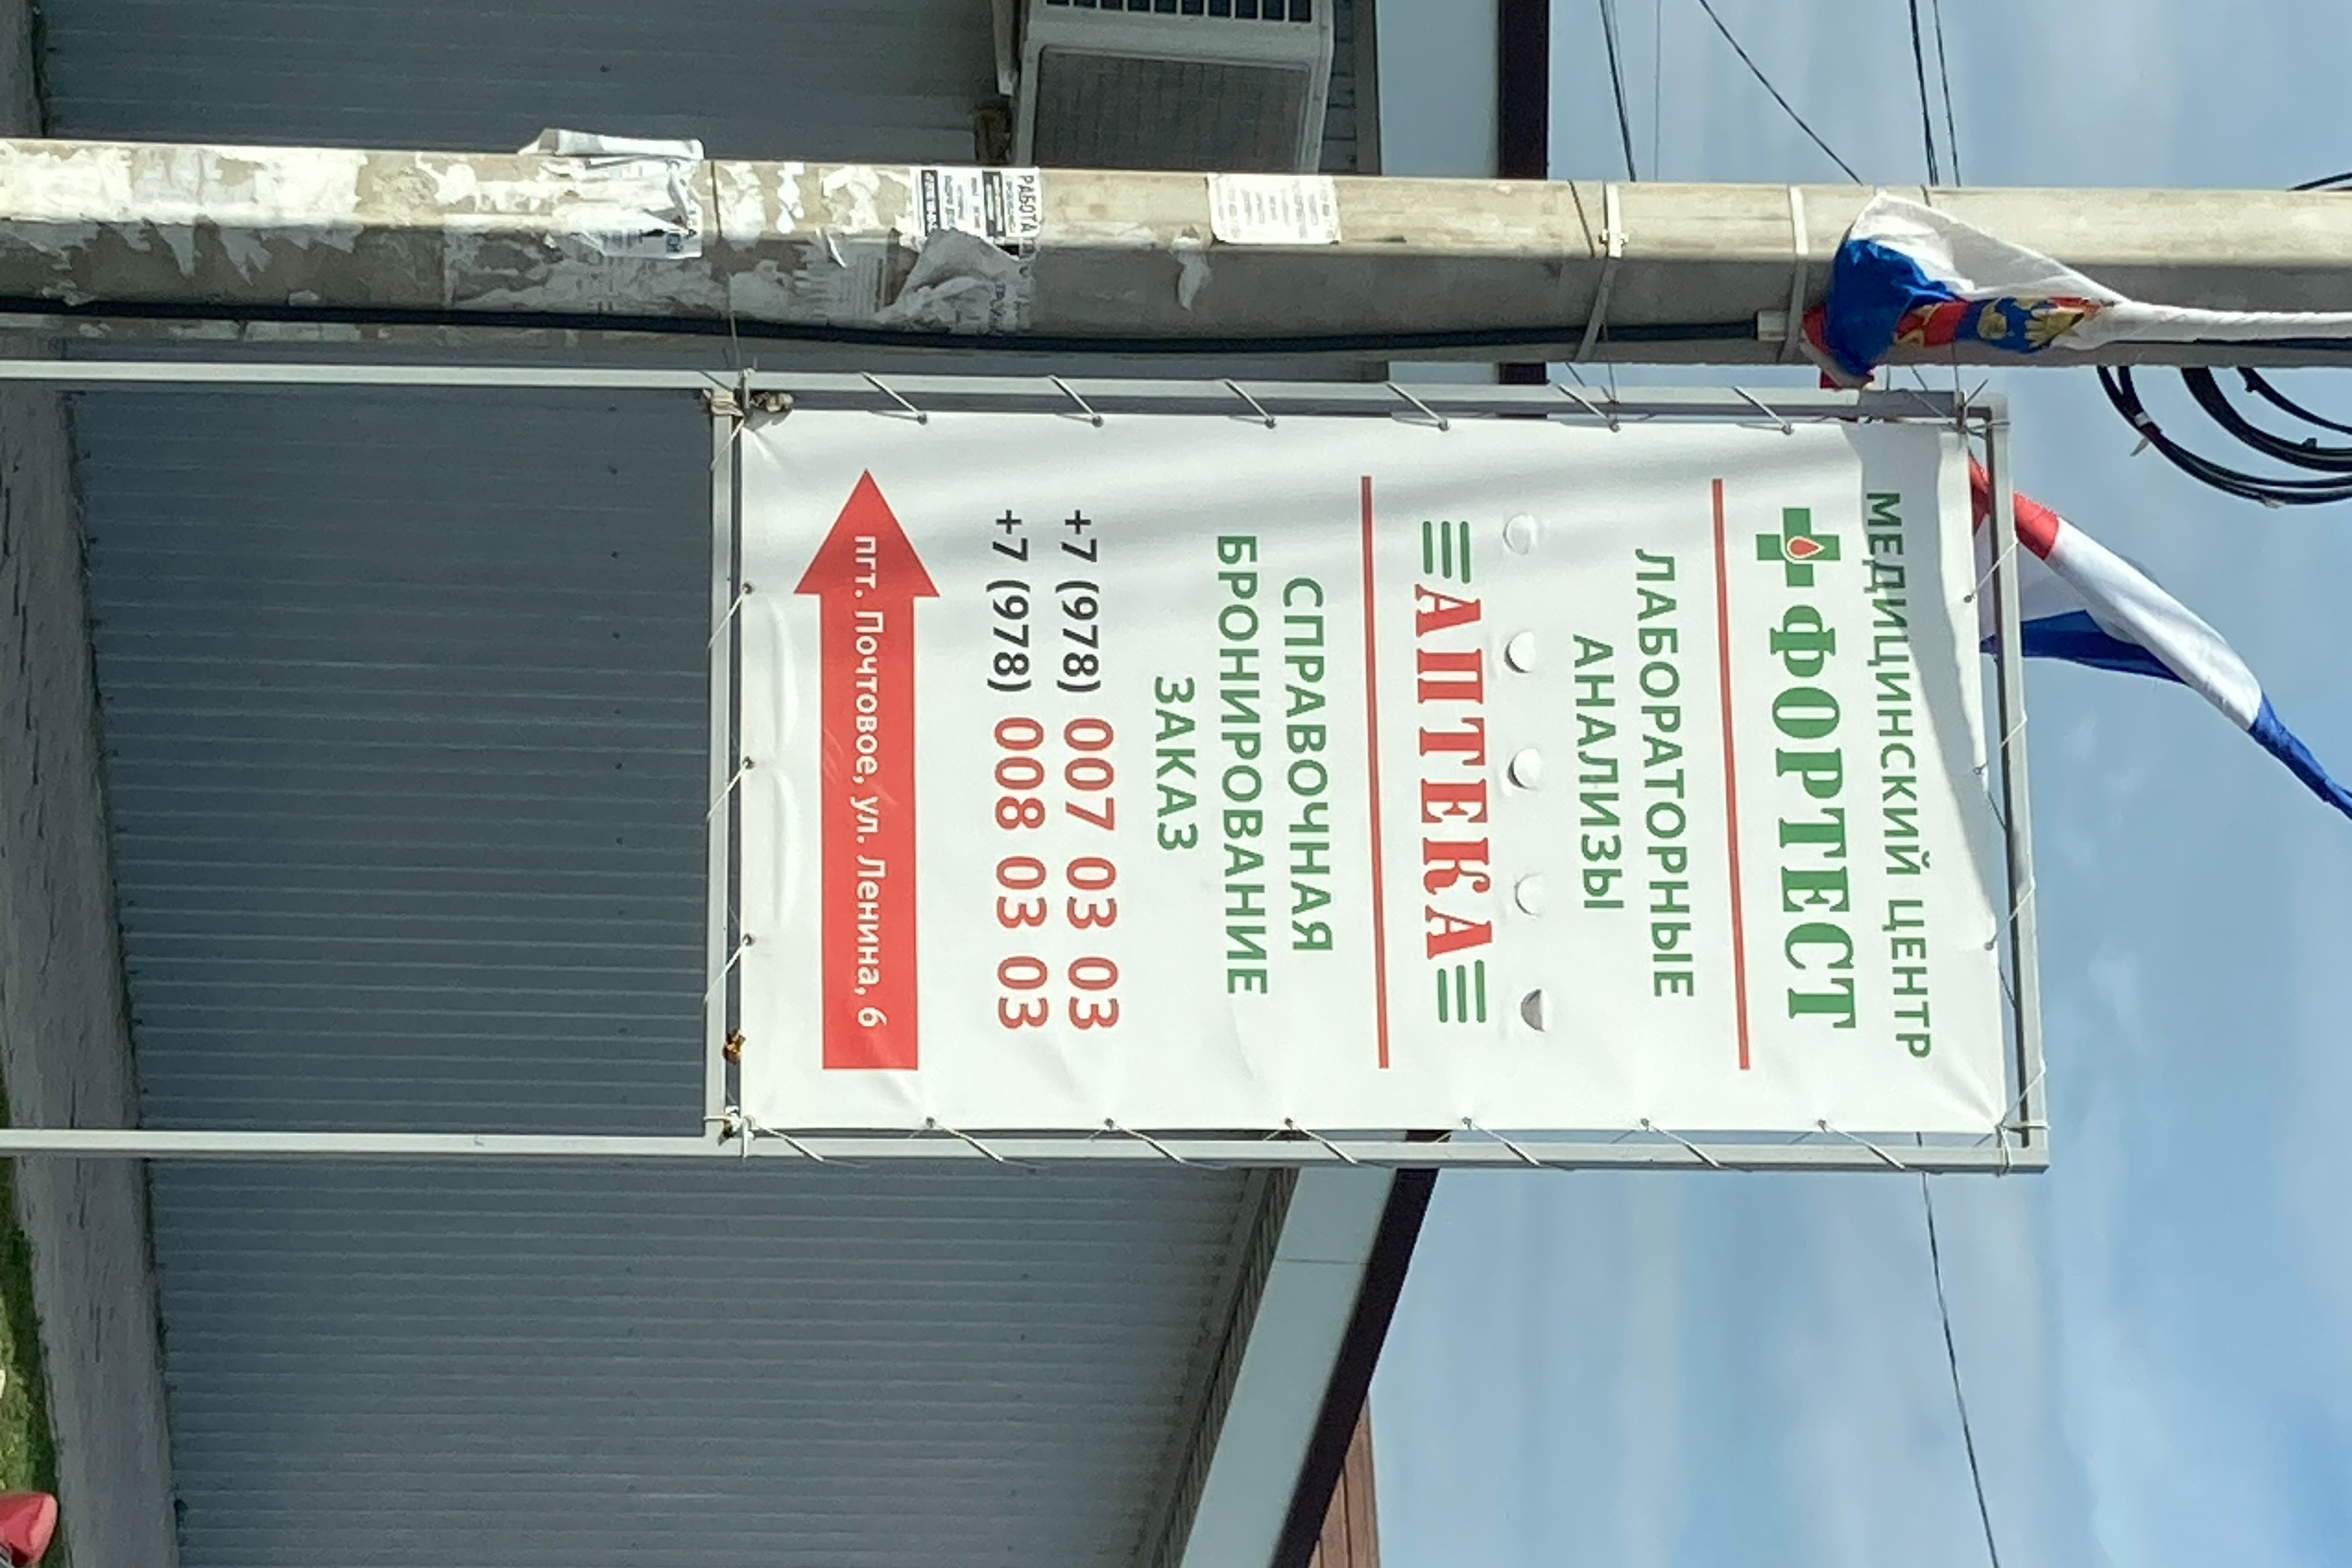 МЕДИЦИНСКИЙ ЦЕНТР
ФОРТЕСТ
ЛАБОРАТОРНЫЕ
АНАЛИЗЫ
АПТЕКА
СПРАВОЧНАЯ
БРОНИРОВАНИЕ
ЗАКАЗ
+7 (978) 007 03 03
+7 (978) 008 03 03
пгт. Почтовое, ул. Ленина, 6
РАБОТА